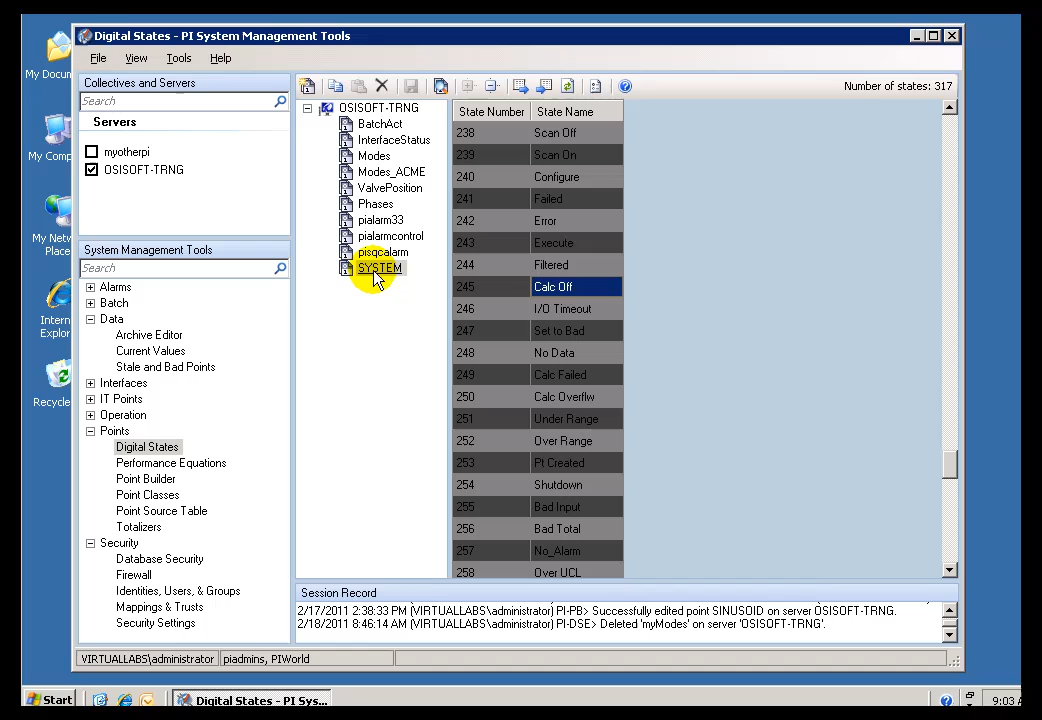 Digital States - PI System Management Tools
File View Tools Help
Collectives and Servers
Search
Servers
myotherpi
OSISOFT-TRNG
System Management Tools
Search
Alarms
Batch
Data
Archive Editor
Current Values
Stale and Bad Points
Interfaces
IT Points
Operation
Points
Digital States
Performance Equations
Point Builder
Point Classes
Point Source Table
Totalizers
Security
Database Security
Firewall
Identities, Users, & Groups
Mappings & Trusts
Security Settings
Number of states: 317
OSISOFT-TRNG
BatchAct
InterfaceStatus
Modes
Modes_ACME
ValvePosition
Phases
pialarm33
pialarmcontrol
pisqcalarm
SYSTEM
State Number State Name
238 Scan Off
239 Scan On
240 Configure
241 Failed
242 Error
243 Execute
244 Filtered
245 Calc Off
246 I/O Timeout
247 Set to Bad
248 No Data
249 Calc Failed
250 Calc Overflw
251 Under Range
252 Over Range
253 Pt Created
254 Shutdown
255 Bad Input
256 Bad Total
257 No_Alarm
258 Over UCL
Session Record
2/17/2011 2:38:33 PM (VIRTUALLABS\administrator) PI-PB> Successfully edited point SINUSOID on server OSISOFT-TRNG.
2/18/2011 8:46:14 AM (VIRTUALLABS\administrator) PI-DSE> Deleted 'myModes' on server 'OSISOFT-TRNG'.
VIRTUALLABS\administrator piadmins, PIWorld
My Docum
My Comp
My Netw
Place
Intern
Explor
Recycle
Start
Digital States - PI Sys...
9:03